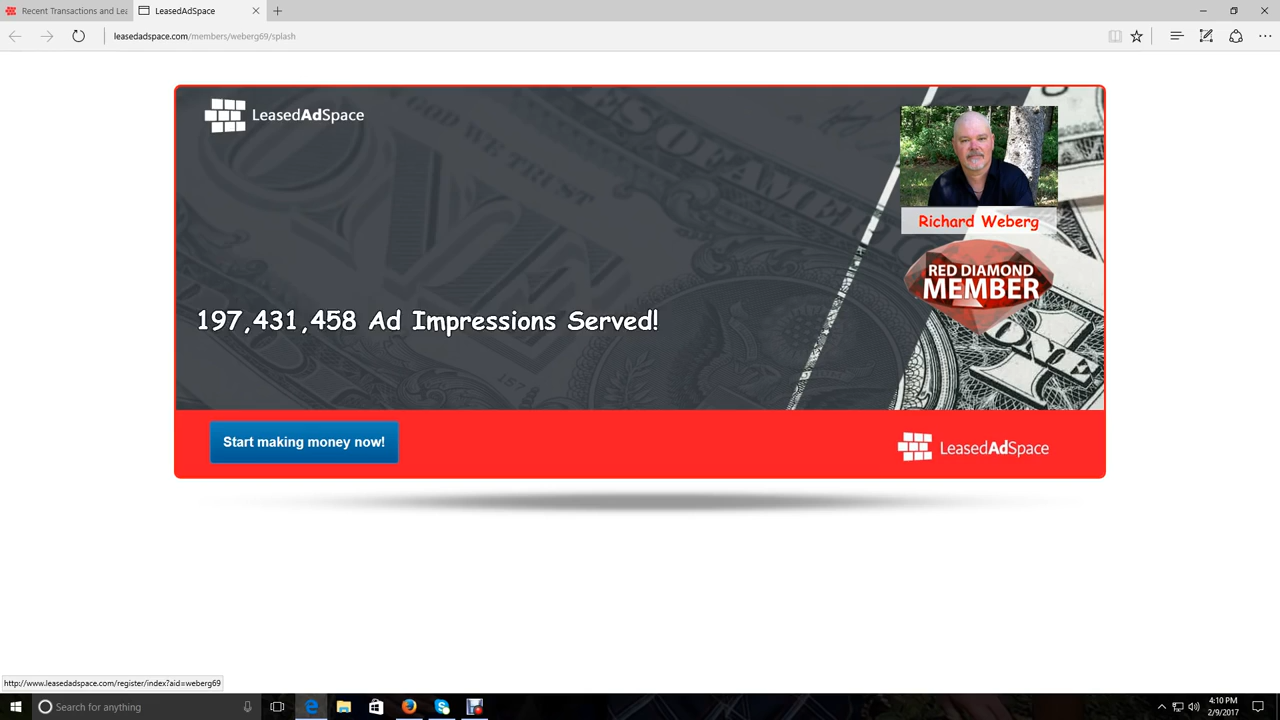 Recent Transactions and Lea
LeasedAdSpace
leasedadspace.com/members/weberg69/splash
LeasedAdSpace
Richard Weberg
RED DIAMOND
MEMBER
197,431,458 Ad Impressions Served!
Start making money now!
LeasedAdSpace
http://www.leasedadspace.com/register/index?aid=weberg69
Search for anything
4:10 PM
2/9/2017